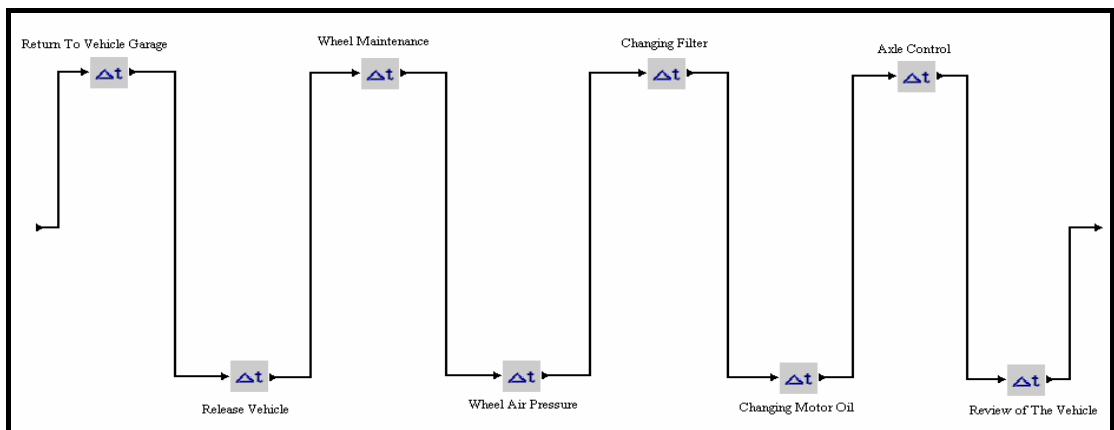 Return To Vehicle Garage
Δt
Release Vehicle
Δt
Wheel Maintenance
Δt
Wheel Air Pressure
Δt
Changing Filter
Δt
Changing Motor Oil
Δt
Axle Control
Δt
Review of The Vehicle
Δt